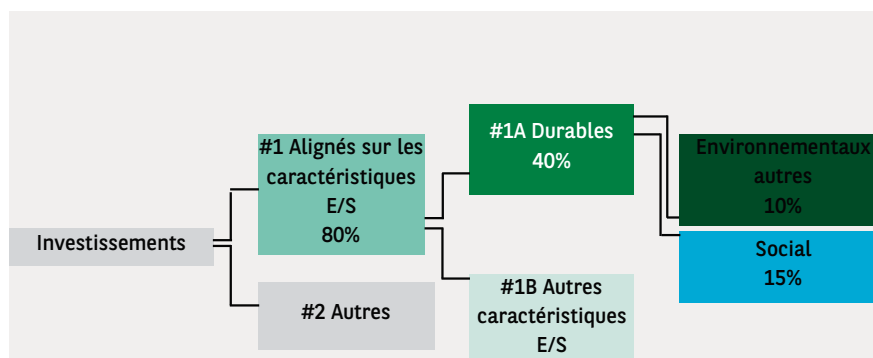 Investissements
#1 Alignés sur les
caractéristiques
E/S
80%
#2 Autres
#1A Durables
40%
#1B Autres
caractéristiques
E/S
Environnementaux
autres
10%
Social
15%